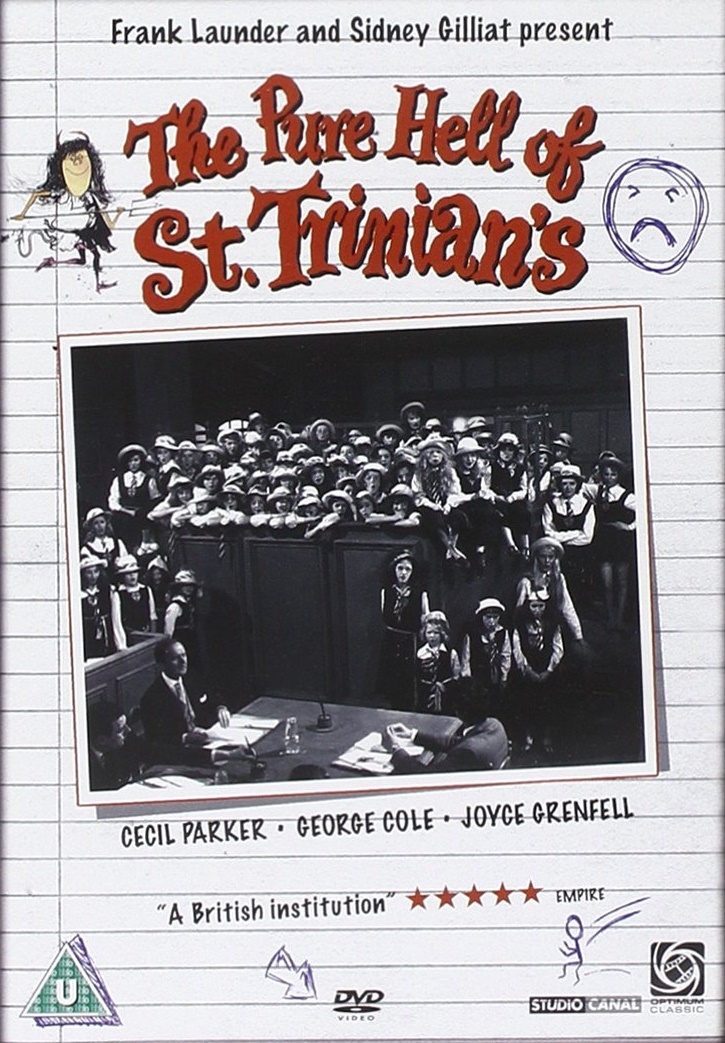 Frank Launder and Sidney Gilliat present
The Pure Hell of
St. Trinian's
CECIL PARKER · GEORGE COLE · JOYCE GRENFELL
"A British institution" ★★★★★ EMPIRE
U
DVD
VIDEO
STUDIO CANAL
OPTIMUM
CLASSIC